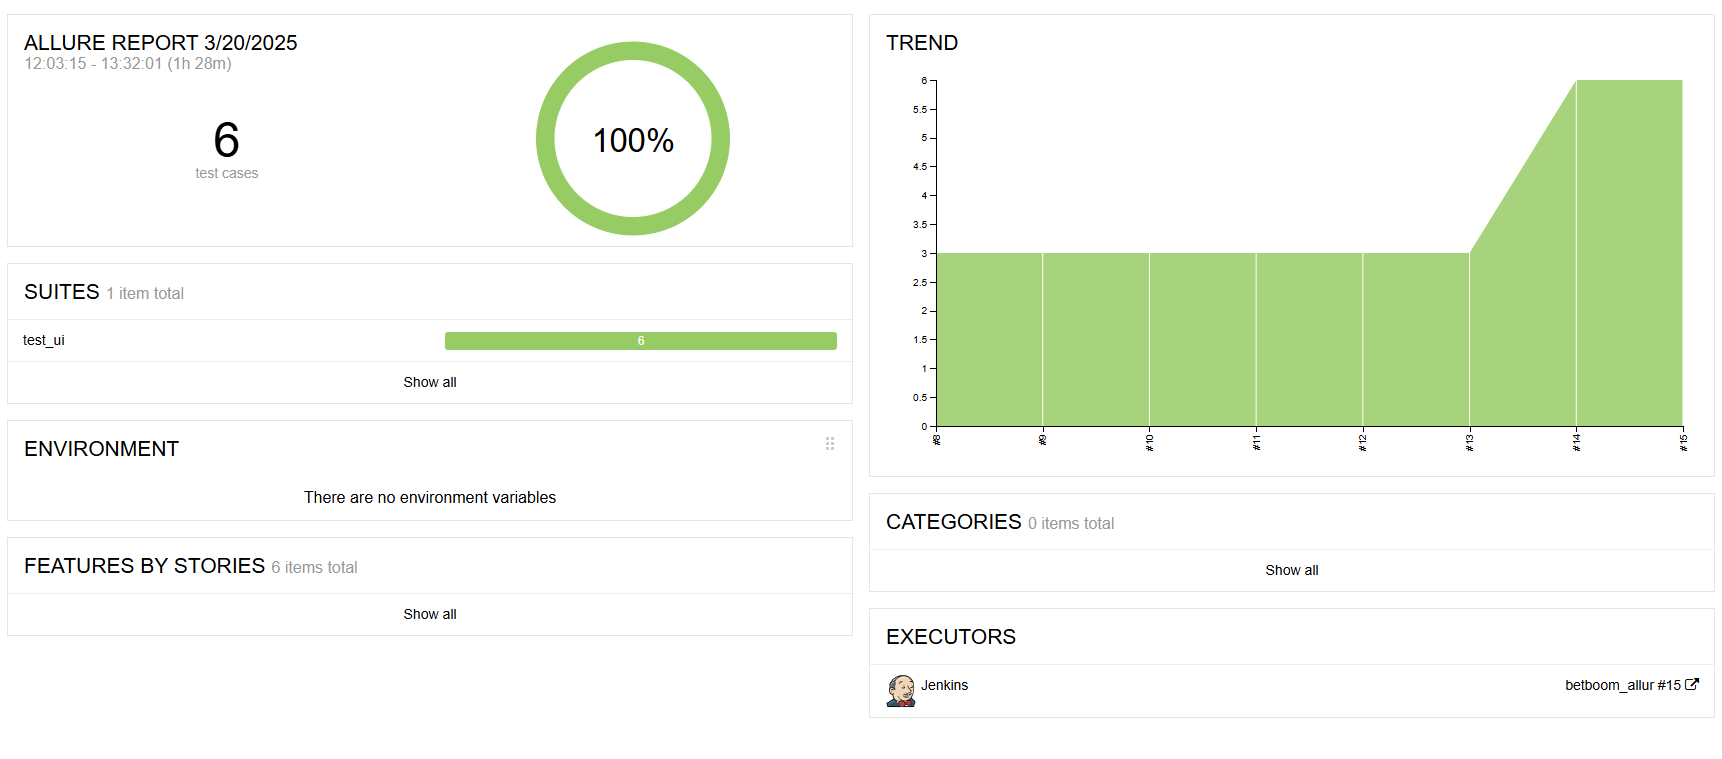 ALLURE REPORT 3/20/2025
12:03:15 - 13:32:01 (1h 28m)
6
test cases
100%
SUITES 1 item total
test_ui 6
Show all
ENVIRONMENT
There are no environment variables
FEATURES BY STORIES 6 items total
Show all
TREND
6
5.5
5
4.5
4
3.5
3
2.5
2
1.5
1
0.5
0
#8 #9 #10 #11 #12 #13 #14 #15
CATEGORIES 0 items total
Show all
EXECUTORS
Jenkins betboom_allur #15